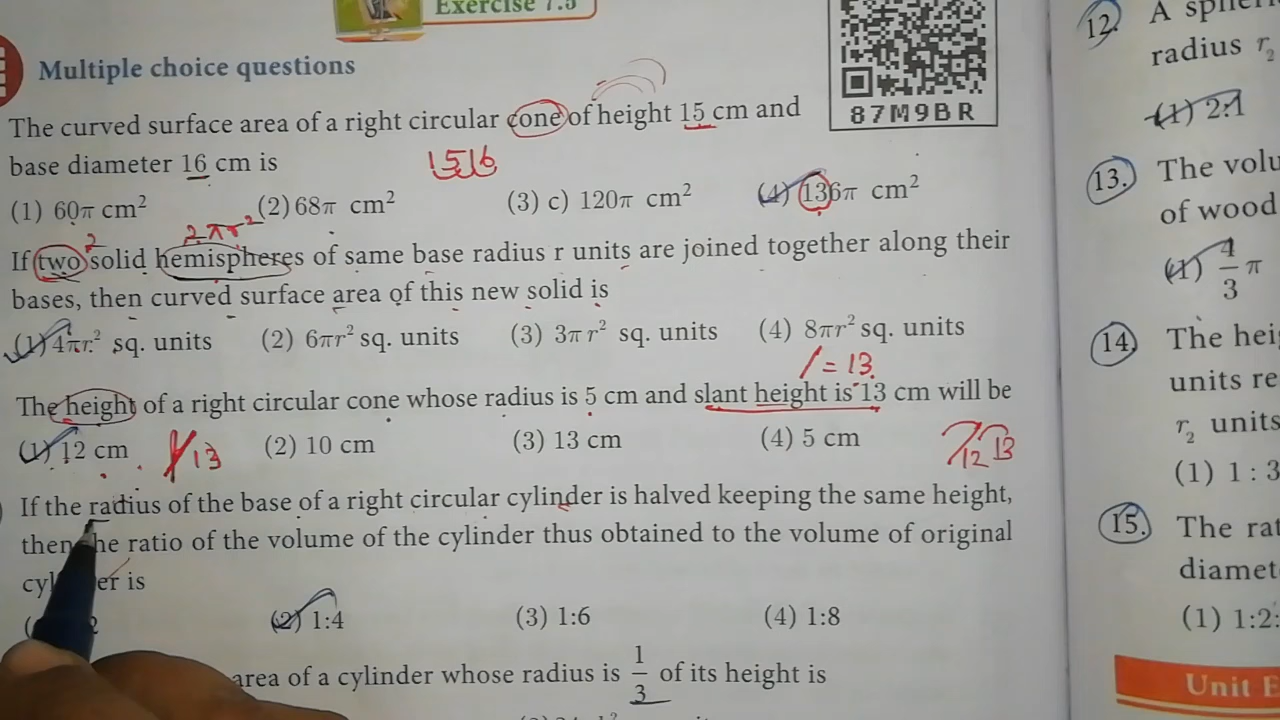 Exercise 7.5
Multiple choice questions
87M9BR
The curved surface area of a right circular cone of height 15 cm and
base diameter 16 cm is
1516
(1) 60π cm² (2) 68π cm² (3) c) 120π cm² (4) 136π cm²
2 2πr²
If two solid hemispheres of same base radius r units are joined together along their
bases, then curved surface area of this new solid is
(1) 4πr² sq. units (2) 6πr² sq. units (3) 3πr² sq. units (4) 8πr² sq. units
l = 13
The height of a right circular cone whose radius is 5 cm and slant height is 13 cm will be
(1) 12 cm 13 (2) 10 cm (3) 13 cm (4) 5 cm 12 13
If the radius of the base of a right circular cylinder is halved keeping the same height,
then the ratio of the volume of the cylinder thus obtained to the volume of original
is
(2) 1:4 (3) 1:6 (4) 1:8
area of a cylinder whose radius is 1/3 of its height is
12. A
radius r₂
(1) 2:1
13. The
of wood
(1) 4/3 π
14. The
units
r₂ units
(1) 1 : 3
15. The
(1) 1:2:
Unit